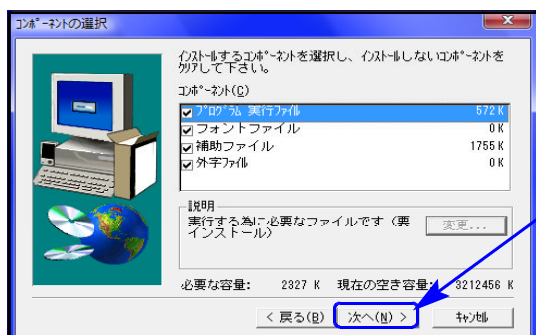 コンポーネントの選択
インストールするコンポーネントを選択し、インストールしないコンポーネントを
クリアして下さい。
コンポーネント(C)
プログラム 実行ファイル 572 K
フォントファイル 0 K
補助ファイル 1755 K
外字ファイル 0 K
説明
実行する為に必要なファイルです（要
インストール）
変更...
必要な容量: 2327 K 現在の空き容量: 3212456 K
< 戻る(B) 次へ(N) > キャンセル